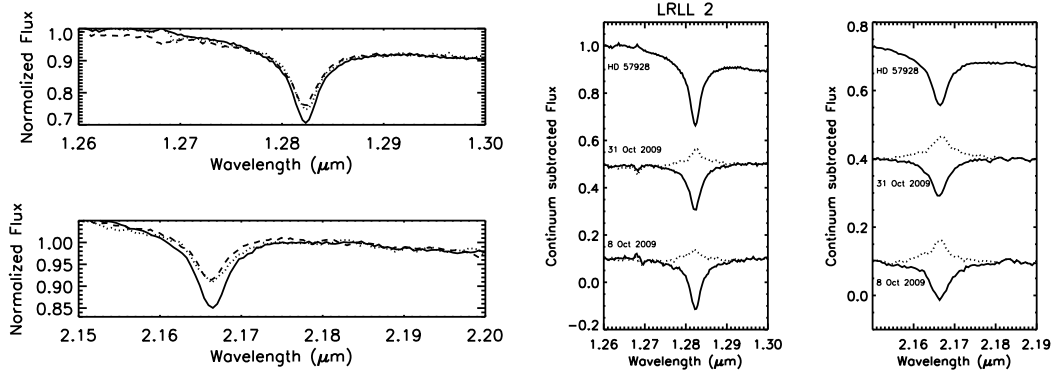 LRLL 2
Normalized Flux
1.0
0.9
0.8
0.7
1.26 1.27 1.28 1.29 1.30
Wavelength (μm)
Normalized Flux
1.00
0.95
0.90
0.85
2.15 2.16 2.17 2.18 2.19 2.20
Wavelength (μm)
Continuum subtracted Flux
1.0
0.8
0.6
0.4
0.2
0.0
−0.2
HD 57928
31 Oct 2009
8 Oct 2009
1.26 1.27 1.28 1.29 1.30
Wavelength (μm)
Continuum subtracted Flux
0.8
0.6
0.4
0.2
0.0
HD 57928
31 Oct 2009
8 Oct 2009
2.16 2.17 2.18 2.19
Wavelength (μm)